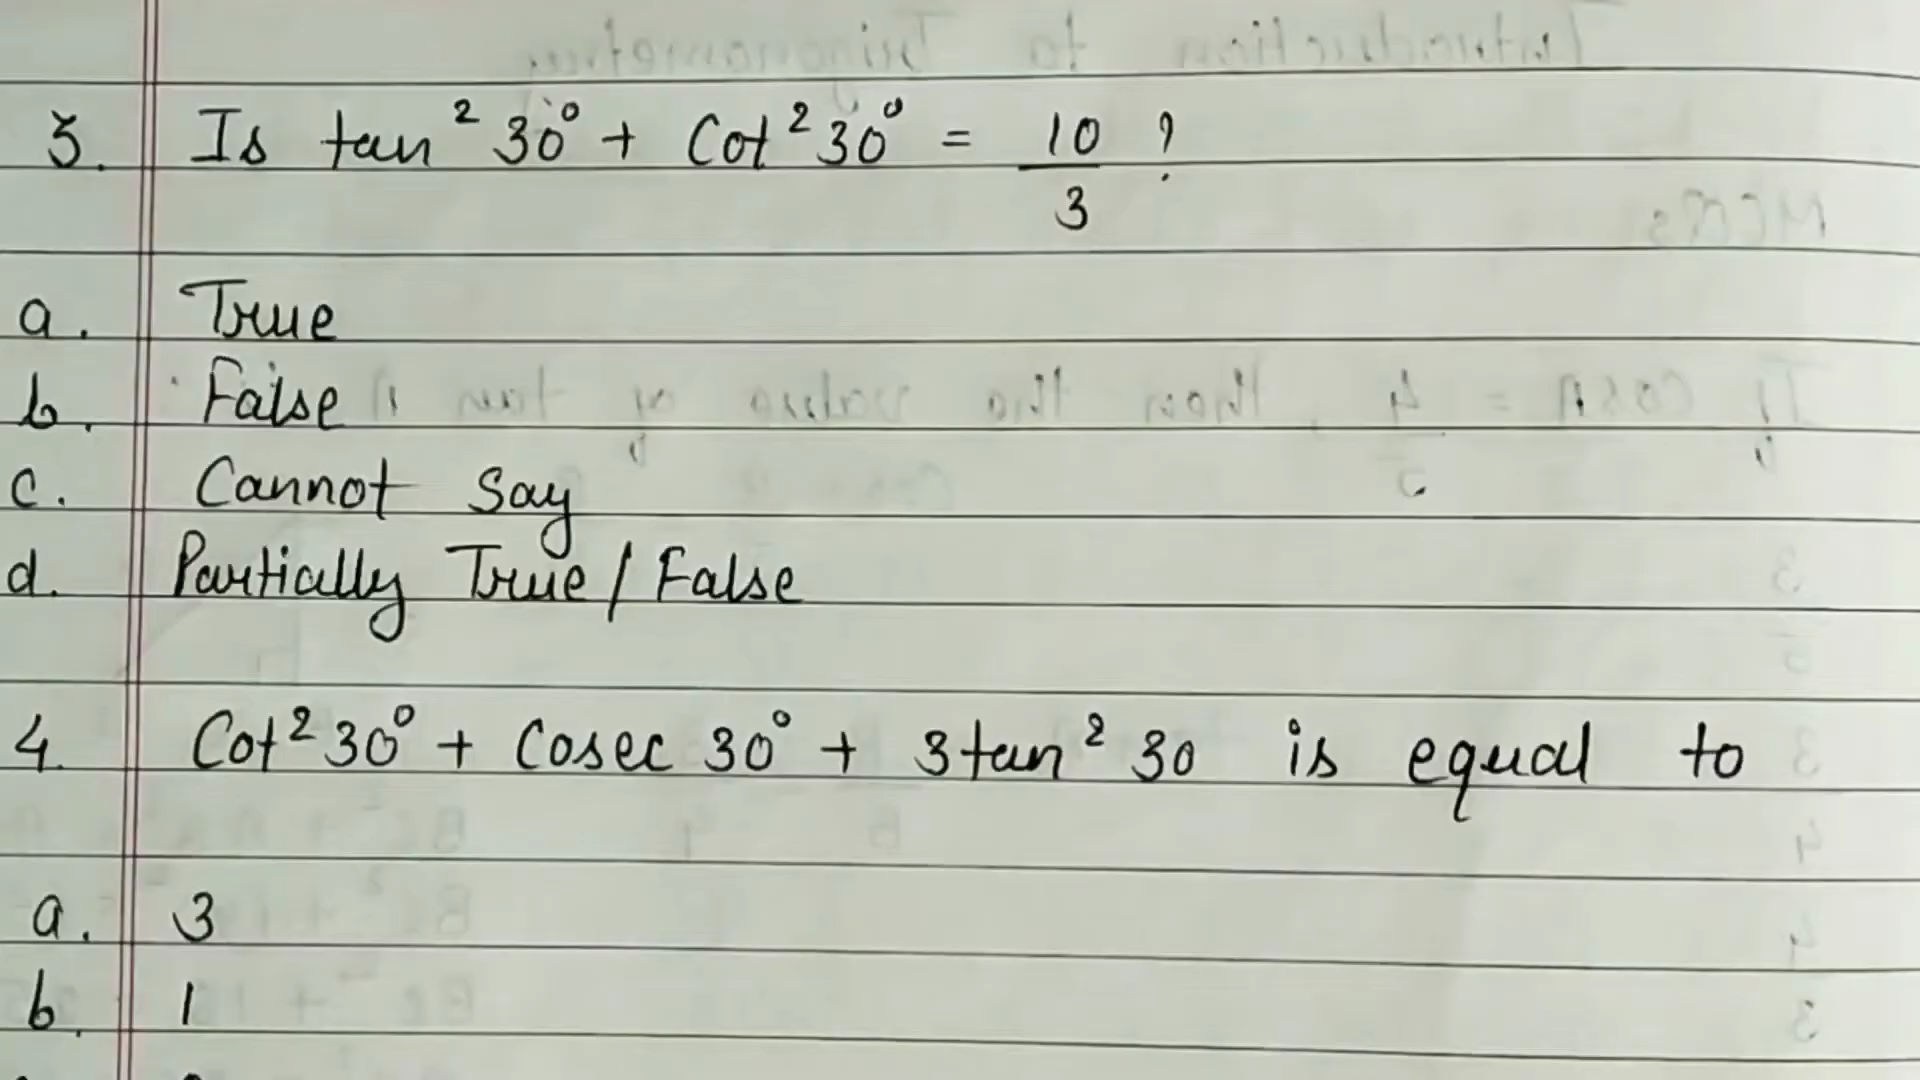 3. Is tan² 30° + Cot² 30° = 10/3 ?
a. True
b. False
c. Cannot say
d. Partially True / False
4. Cot² 30° + Cosec 30° + 3 tan² 30 is equal to
a. 3
b. 1